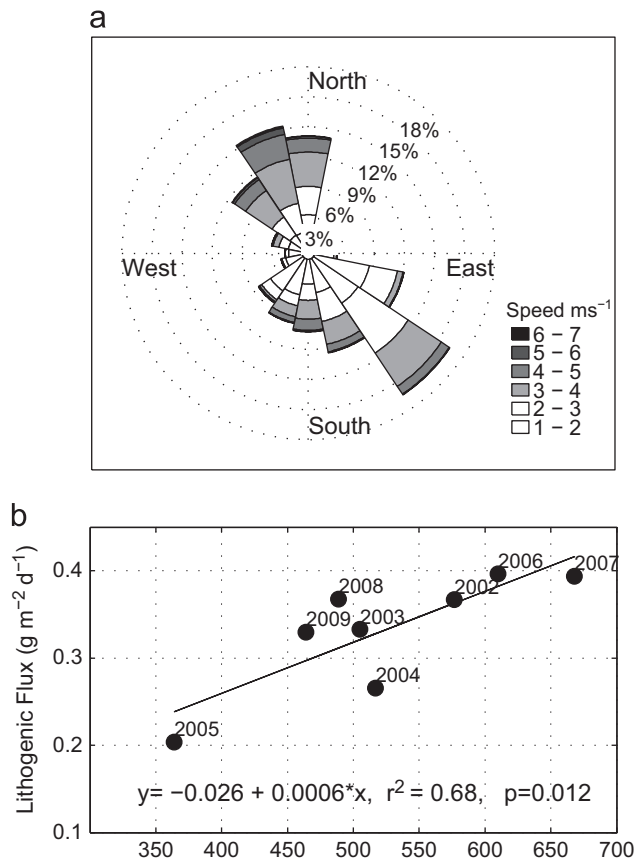 a
North
18%
15%
12%
9%
6%
3%
West
East
South
Speed ms⁻¹
6 − 7
5 − 6
4 − 5
3 − 4
2 − 3
1 − 2
b
Lithogenic Flux (g m⁻² d⁻¹)
0.4
0.3
0.2
0.1
2006
2007
2008
2002
2009
2003
2004
2005
y= −0.026 + 0.0006*x, r² = 0.68, p=0.012
350 400 450 500 550 600 650 700